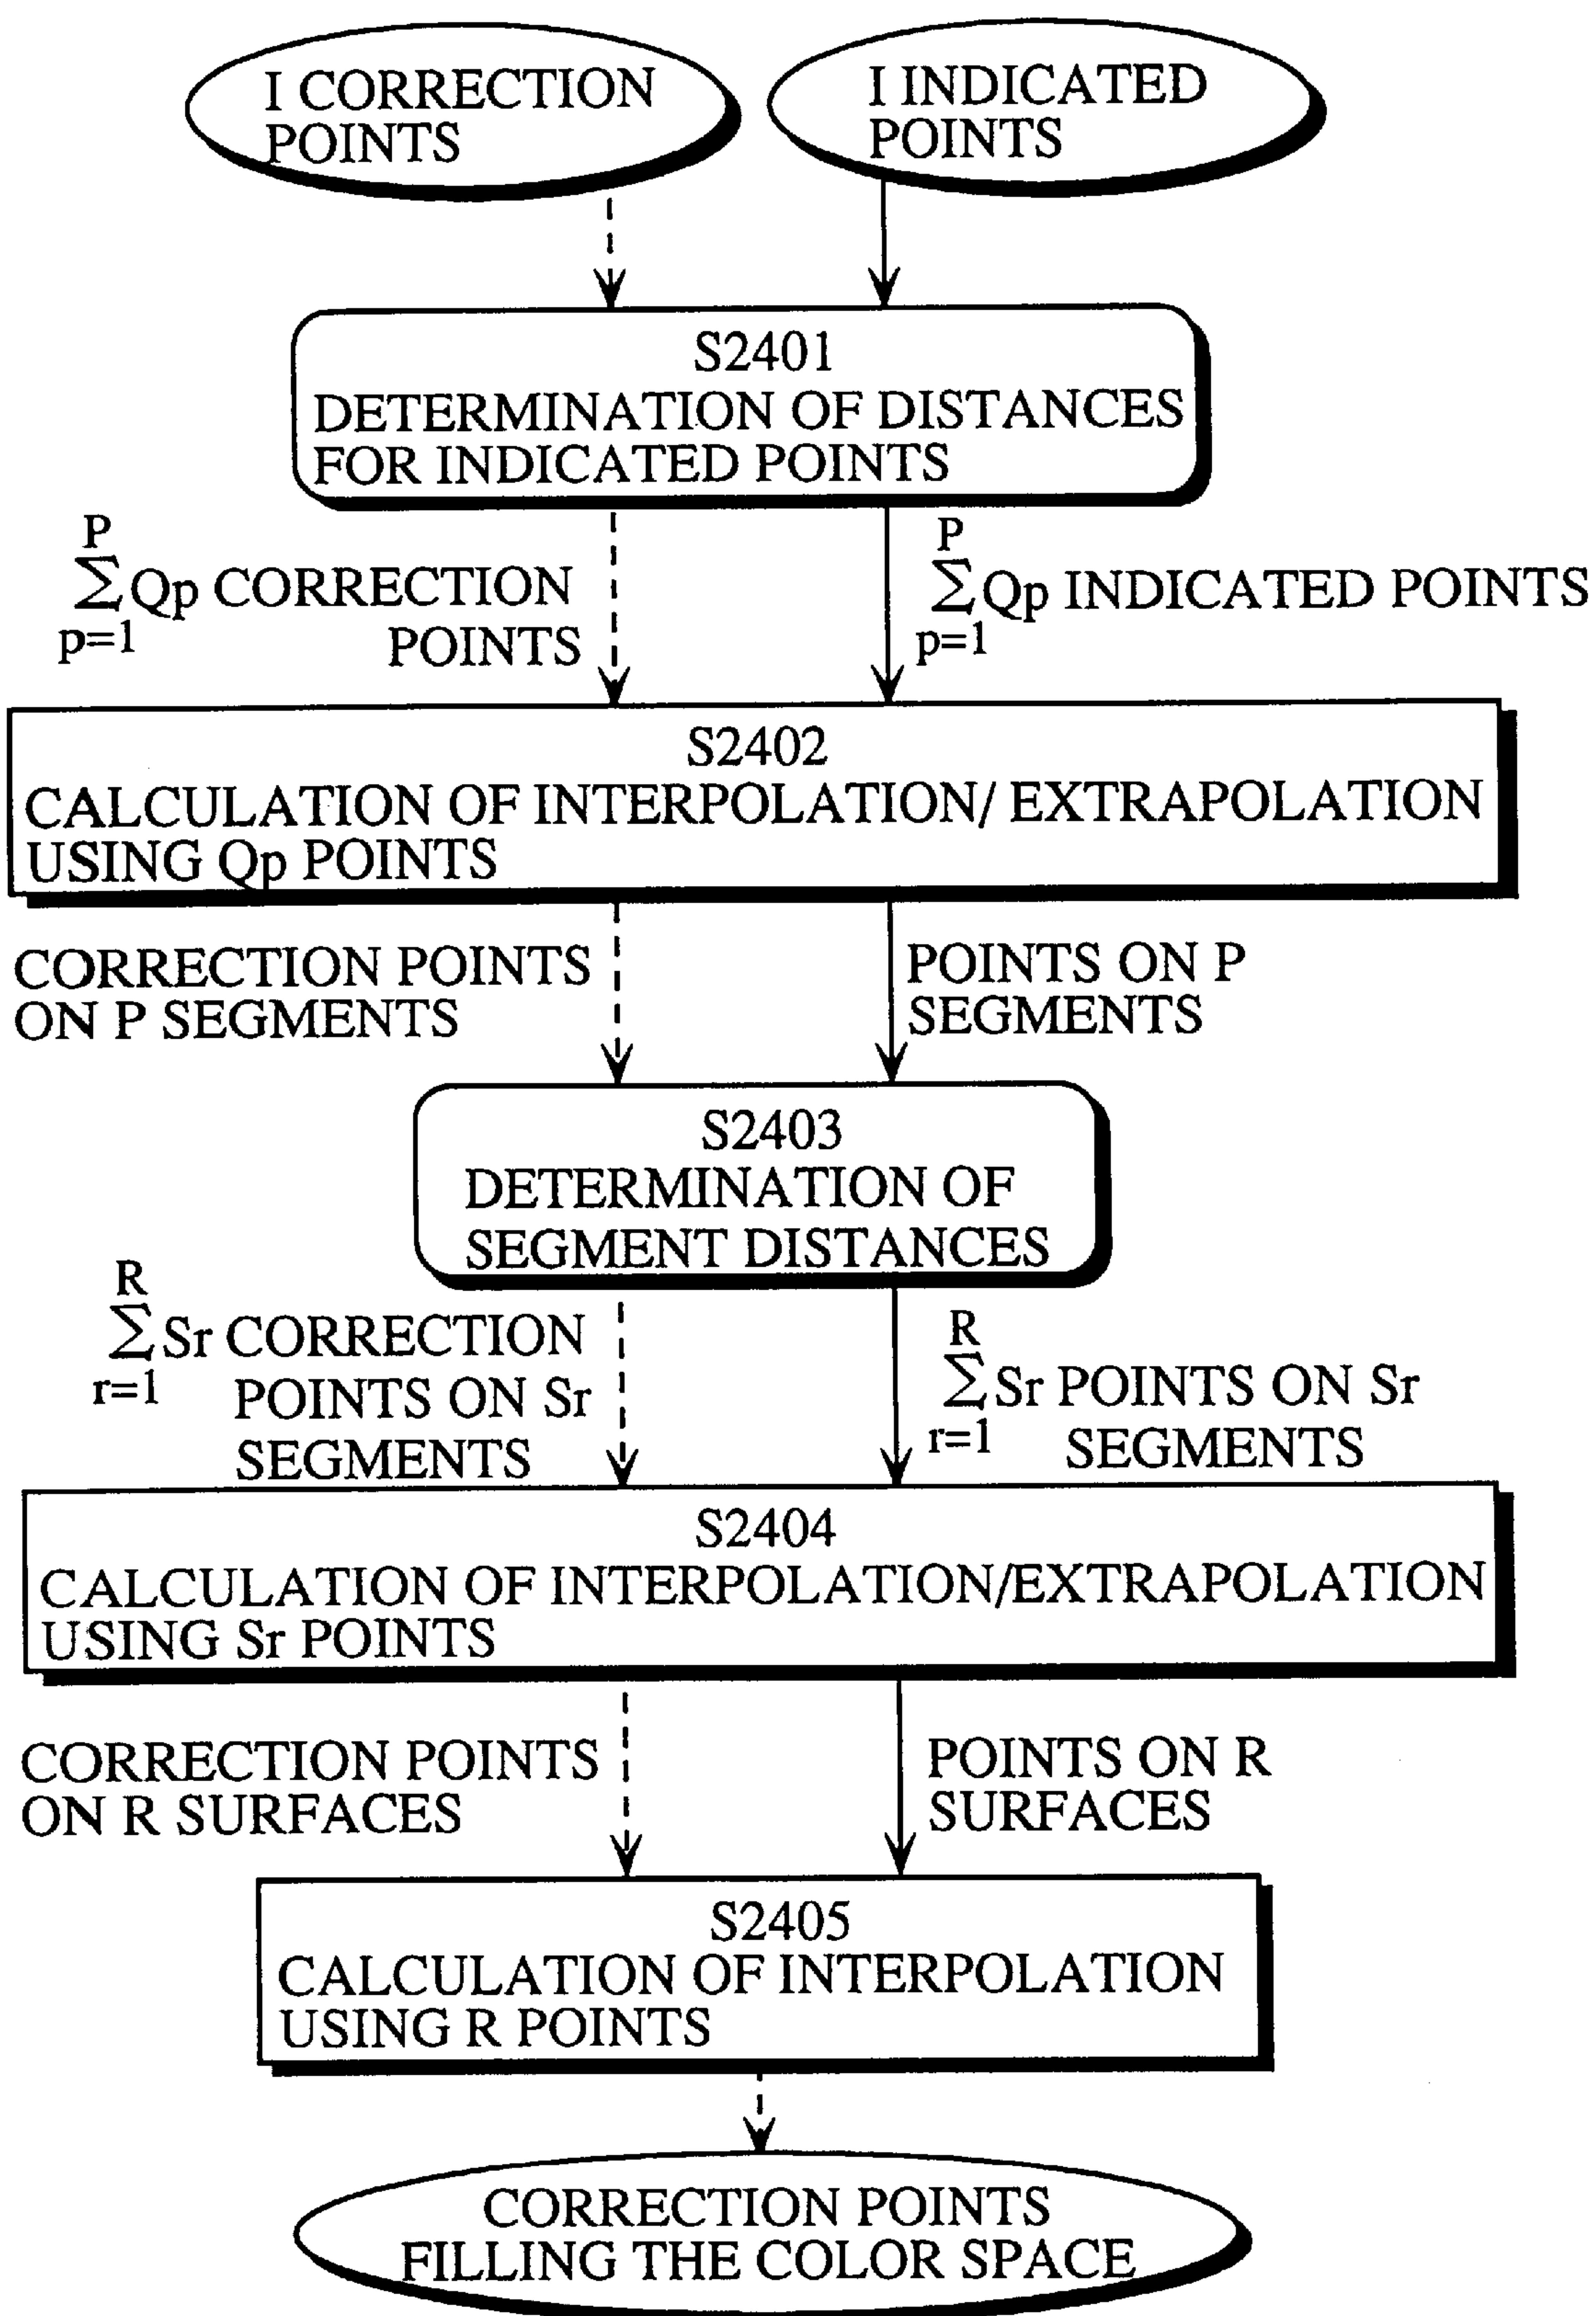 I CORRECTION
POINTS
I INDICATED
POINTS
S2401
DETERMINATION OF DISTANCES
FOR INDICATED POINTS
P
∑Qp CORRECTION
p=1
POINTS
P
∑Qp INDICATED POINTS
p=1
S2402
CALCULATION OF INTERPOLATION/ EXTRAPOLATION
USING Qp POINTS
CORRECTION POINTS
ON P SEGMENTS
POINTS ON P
SEGMENTS
S2403
DETERMINATION OF
SEGMENT DISTANCES
R
∑Sr CORRECTION
r=1
POINTS ON Sr
SEGMENTS
R
∑Sr POINTS ON Sr
r=1
SEGMENTS
S2404
CALCULATION OF INTERPOLATION/EXTRAPOLATION
USING Sr POINTS
CORRECTION POINTS
ON R SURFACES
POINTS ON R
SURFACES
S2405
CALCULATION OF INTERPOLATION
USING R POINTS
CORRECTION POINTS
FILLING THE COLOR SPACE